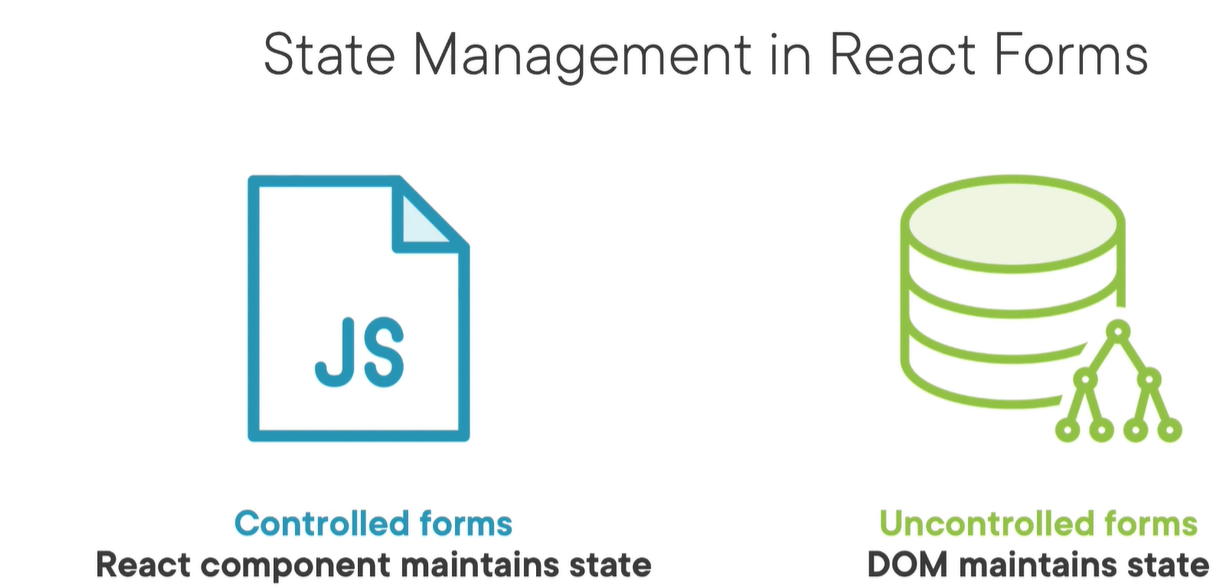 State Management in React Forms
JS
Controlled forms
React component maintains state
Uncontrolled forms
DOM maintains state